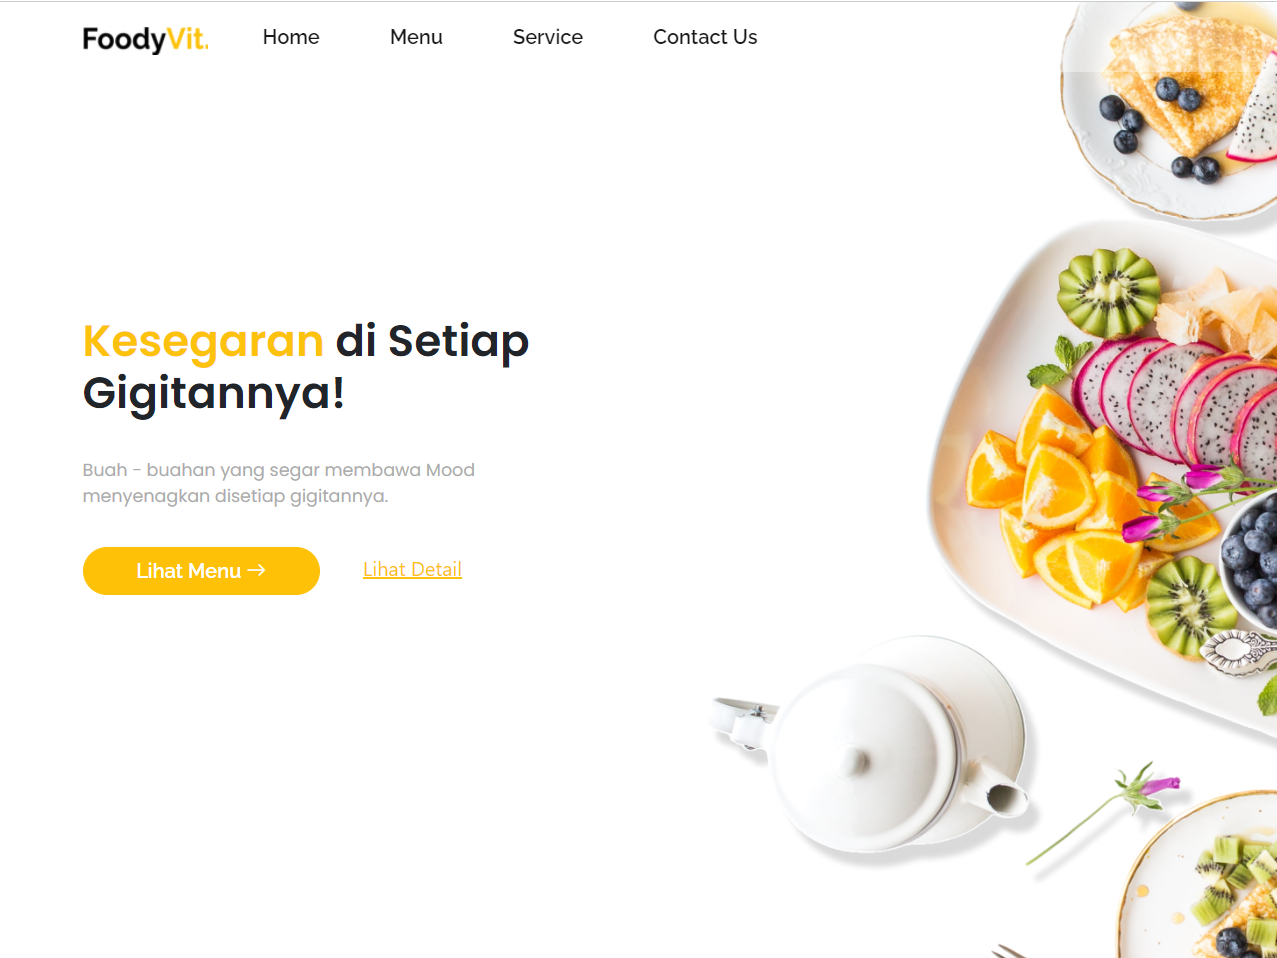 FoodyVit. Home Menu Service Contact Us
Kesegaran di Setiap
Gigitannya!
Buah - buahan yang segar membawa Mood
menyenagkan disetiap gigitannya.
Lihat Menu → Lihat Detail